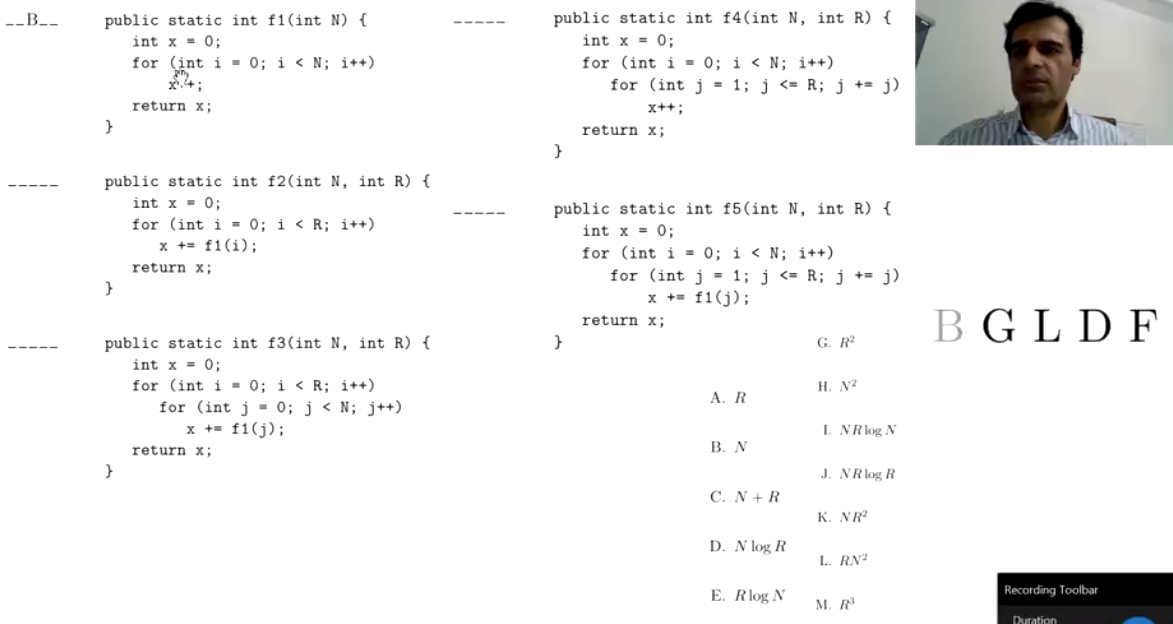 __B__ public static int f1(int N) {
int x = 0;
for (int i = 0; i < N; i++)
x++;
return x;
}
_____ public static int f2(int N, int R) {
int x = 0;
for (int i = 0; i < R; i++)
x += f1(i);
return x;
}
_____ public static int f3(int N, int R) {
int x = 0;
for (int i = 0; i < R; i++)
for (int j = 0; j < N; j++)
x += f1(j);
return x;
}
_____ public static int f4(int N, int R) {
int x = 0;
for (int i = 0; i < N; i++)
for (int j = 1; j <= R; j += j)
x++;
return x;
}
_____ public static int f5(int N, int R) {
int x = 0;
for (int i = 0; i < N; i++)
for (int j = 1; j <= R; j += j)
x += f1(j);
return x;
}
A. R
B. N
C. N + R
D. N log R
E. R log N
G. R²
H. N²
I. NR log N
J. NR log R
K. NR²
L. RN²
M. R³
B G L D F
Recording Toolbar
Duration